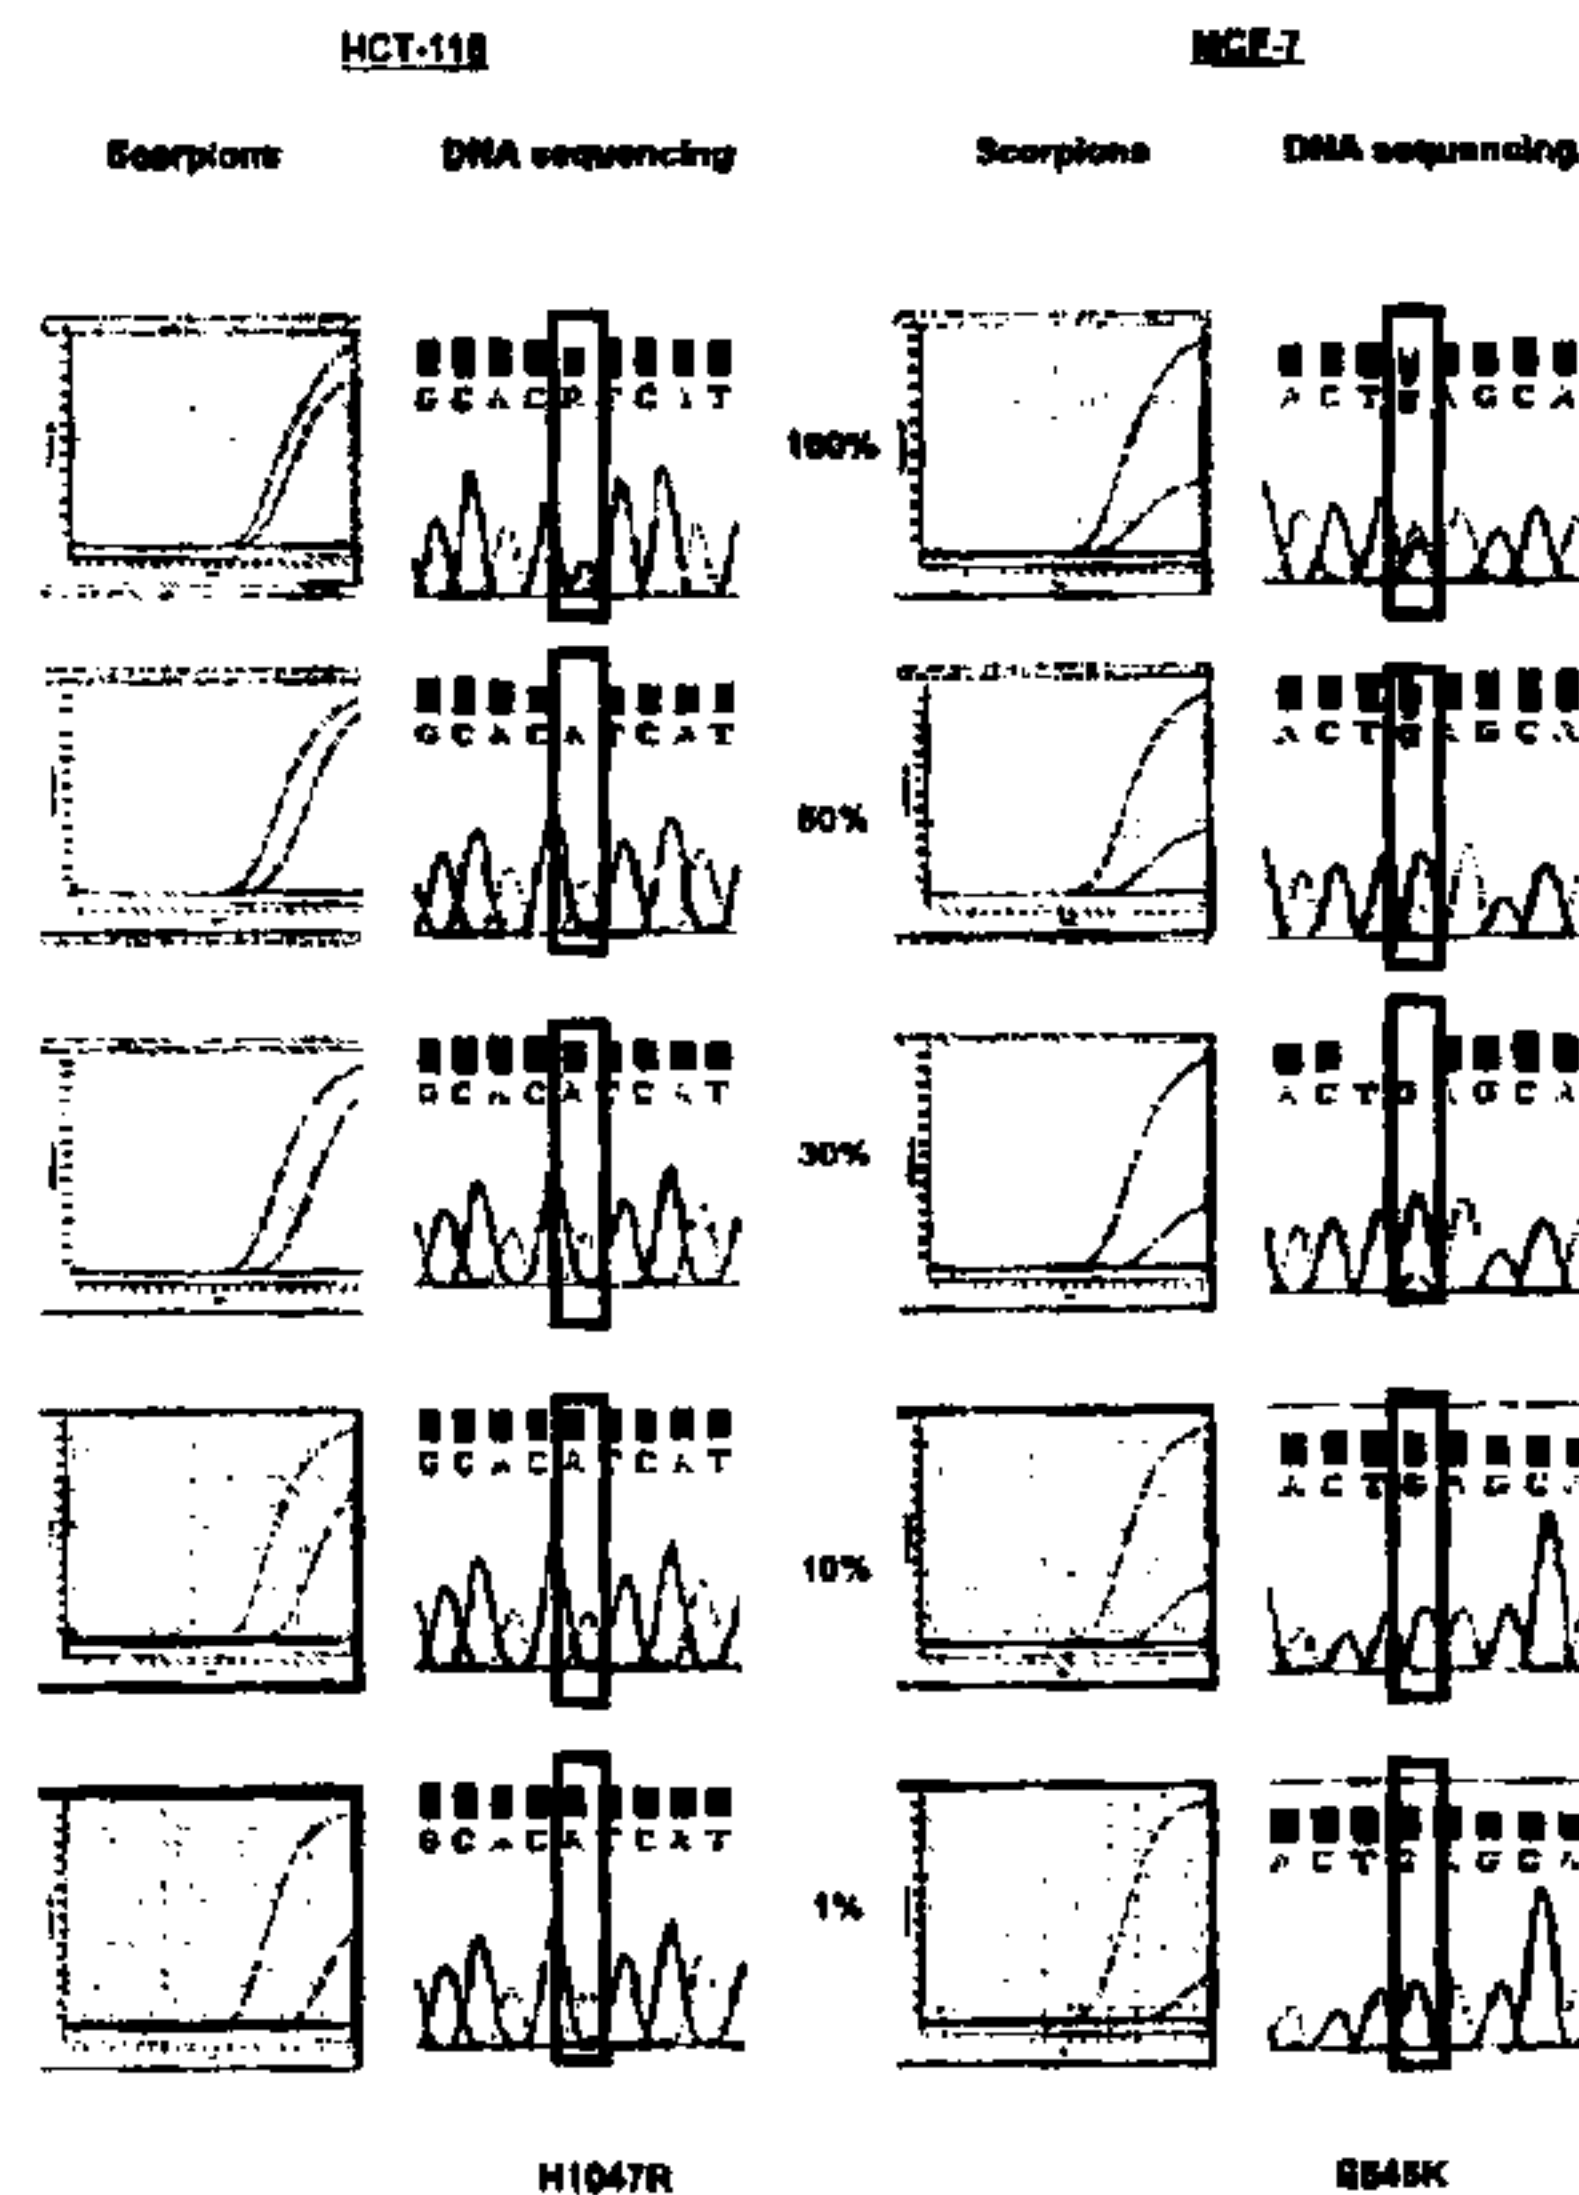 HCT-116 MCF-7
Scorpions DNA sequencing Scorpions DNA sequencing
G C A C R T C A T 100% A C T A G C A
G C A C A T C A T 50% A C T G A G C A
G C A C A T C A T 30% A C T G A G C A
G C A C A T C A T 10% A C T G A G C A
G C A C A T C A T 1% A C T G A G C A
H1047R E545K